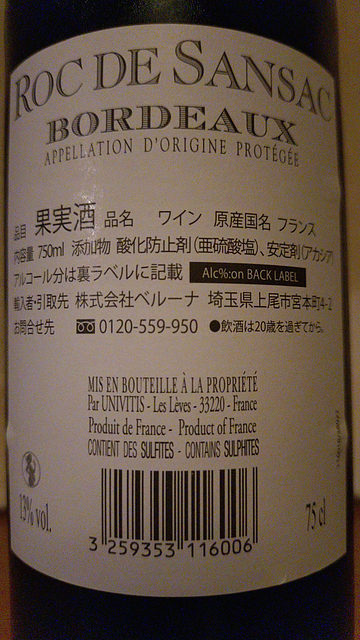 ROC DE SANSAC
BORDEAUX
APPELLATION D'ORIGINE PROTÉGÉE
品目 果実酒 品名 ワイン 原産国名 フランス
内容量 750ml 添加物 酸化防止剤(亜硫酸塩)、安定剤(アカシア)
アルコール分は裏ラベルに記載 Alc%:on BACK LABEL
輸入者・引取先 株式会社ベルーナ 埼玉県上尾市宮本町4-2
お問合せ先 0120-559-950 ●飲酒は20歳を過ぎてから。
MIS EN BOUTEILLE À LA PROPRIÉTÉ
Par UNIVITIS - Les Lèves - 33220 - France
Produit de France - Product of France
CONTIENT DES SULFITES - CONTAINS SULPHITES
13% vol.
75 cl
3 259353 116006